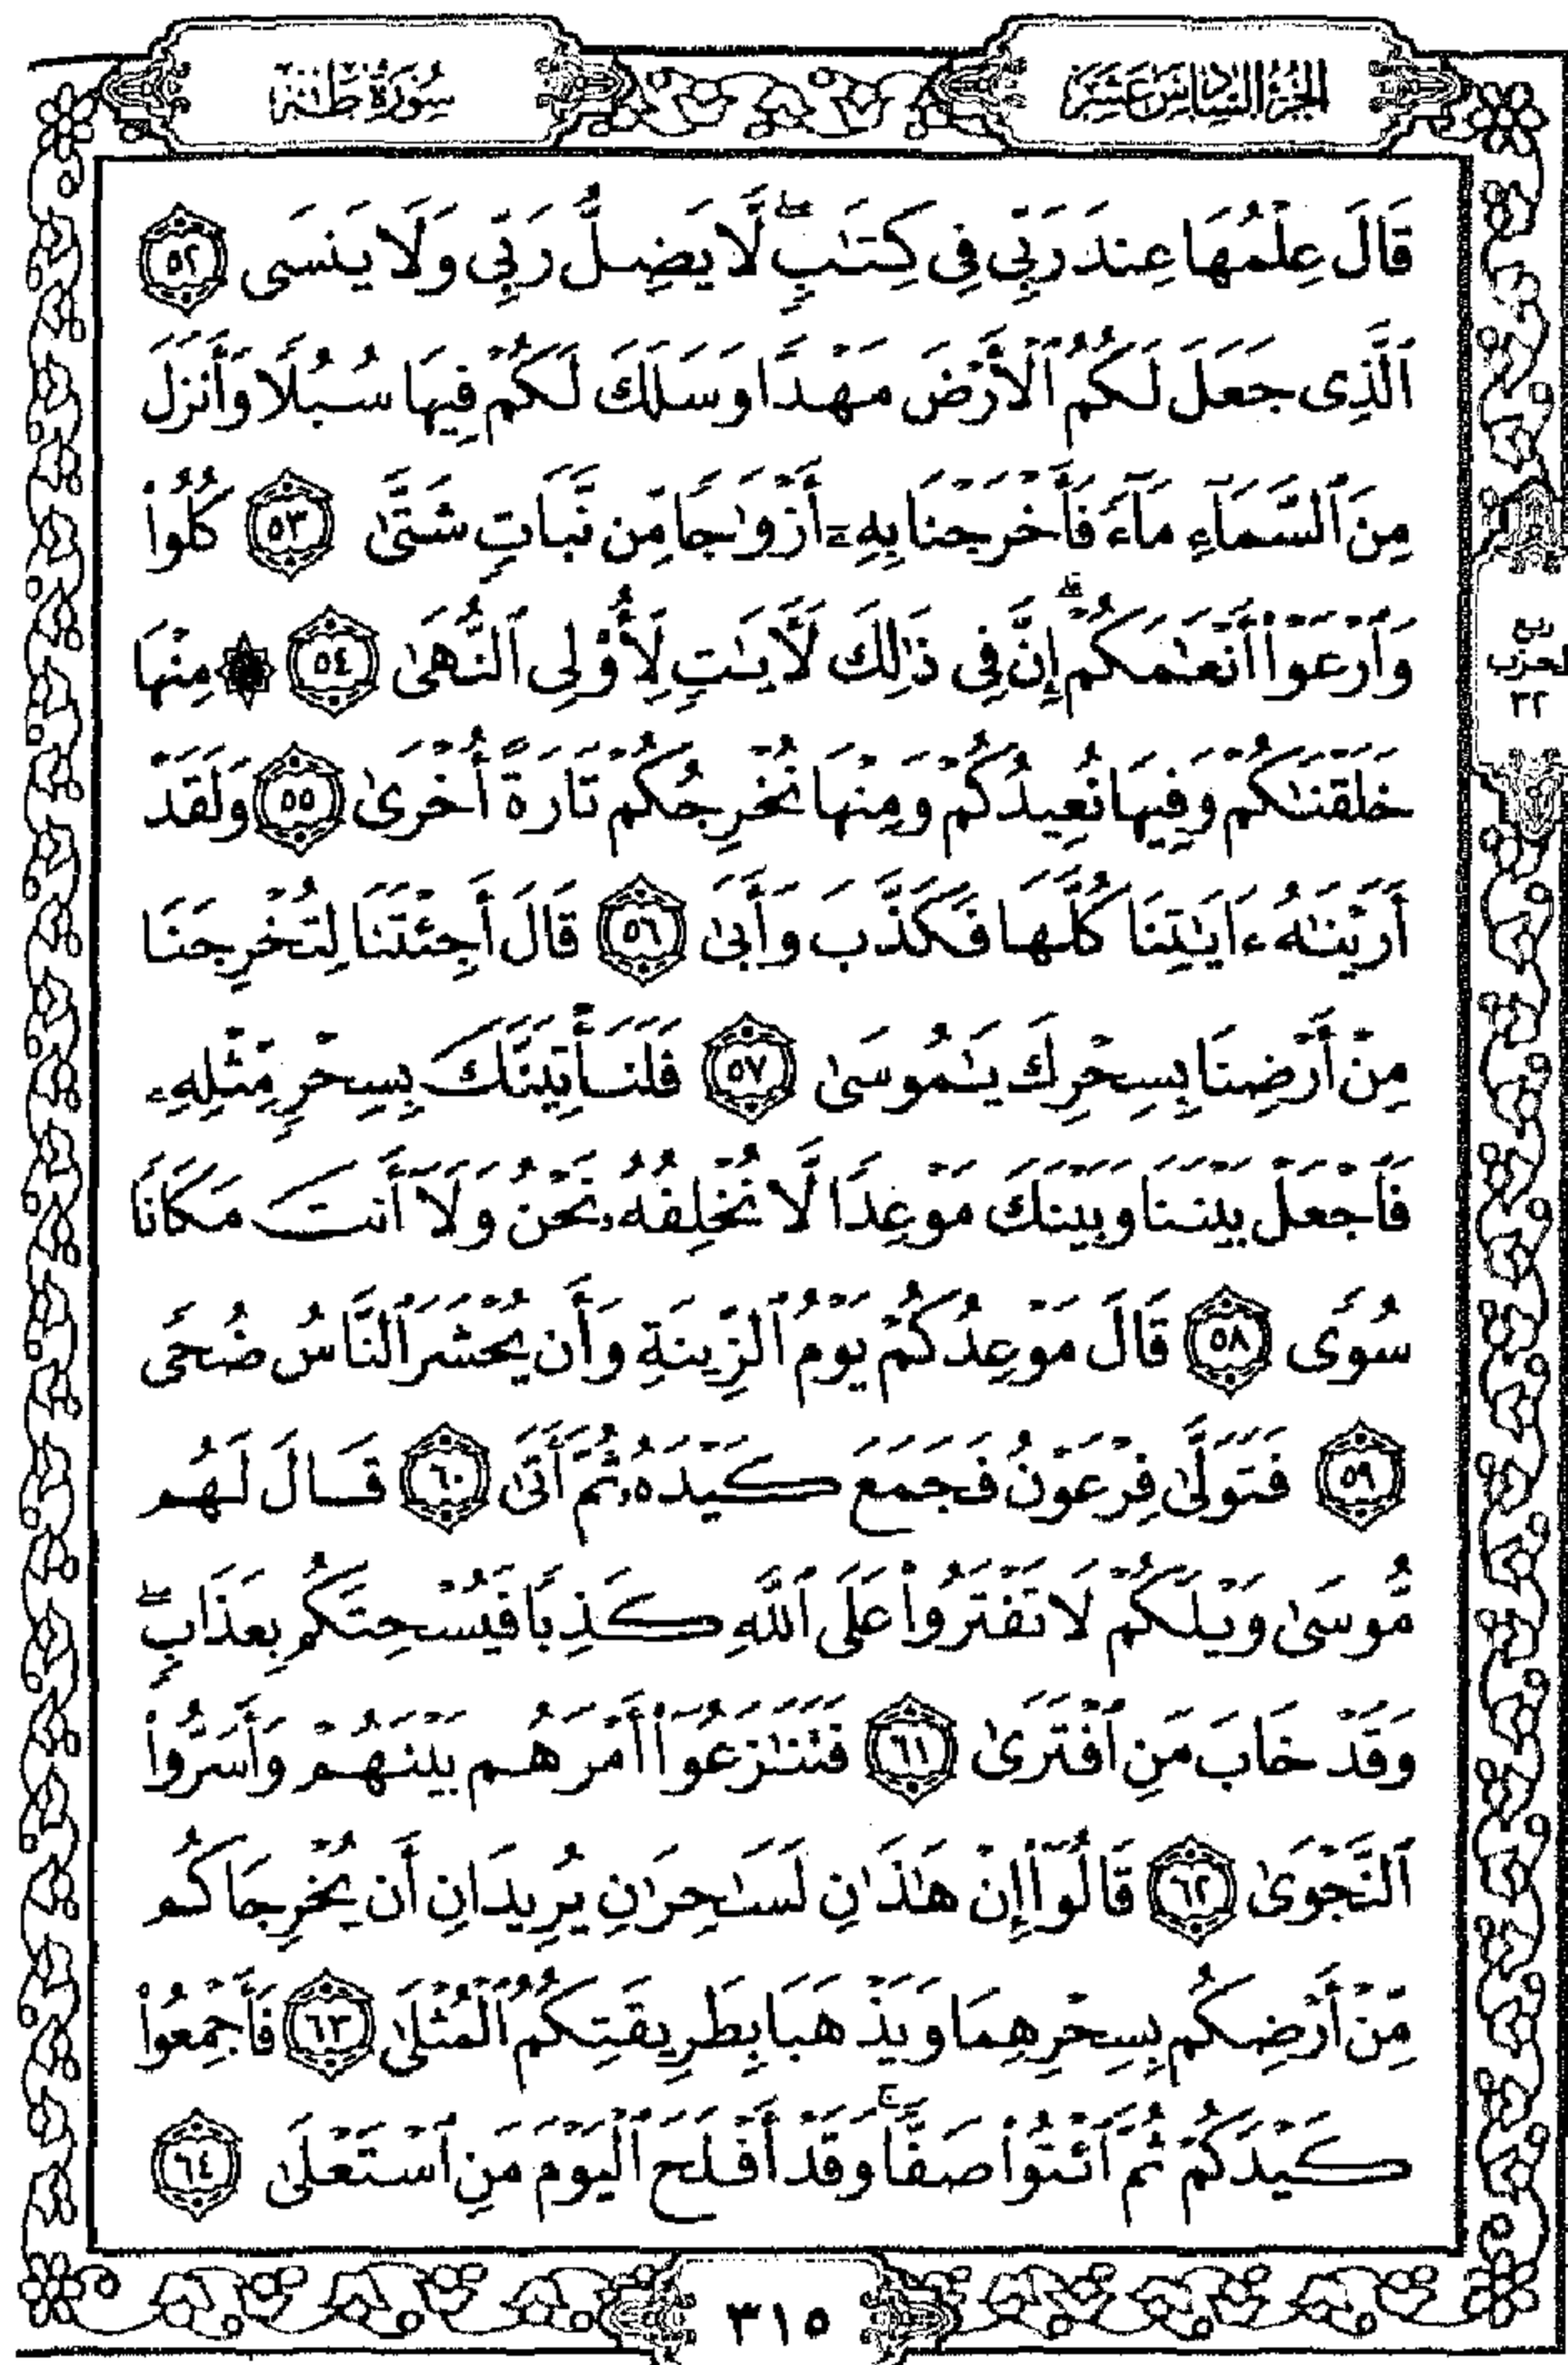 الجزء السادس عشر
سورة طه
قَالَ عِلْمُهَا عِندَ رَبِّي فِي كِتَٰبٍۖ لَّا يَضِلُّ رَبِّي وَلَا يَنسَى ٥٢
ٱلَّذِي جَعَلَ لَكُمُ ٱلْأَرْضَ مَهْدًا وَسَلَكَ لَكُمْ فِيهَا سُبُلًا وَأَنزَلَ
مِنَ ٱلسَّمَآءِ مَآءً فَأَخْرَجْنَا بِهِۦٓ أَزْوَٰجًا مِّن نَّبَاتٍ شَتَّىٰ ٥٣ كُلُوا۟
وَٱرْعَوْا۟ أَنْعَٰمَكُمْۗ إِنَّ فِي ذَٰلِكَ لَءَايَٰتٍ لِّأُو۟لِي ٱلنُّهَىٰ ٥٤ ۞ مِنْهَا
خَلَقْنَٰكُمْ وَفِيهَا نُعِيدُكُمْ وَمِنْهَا نُخْرِجُكُمْ تَارَةً أُخْرَىٰ ٥٥ وَلَقَدْ
أَرَيْنَٰهُ ءَايَٰتِنَا كُلَّهَا فَكَذَّبَ وَأَبَىٰ ٥٦ قَالَ أَجِئْتَنَا لِتُخْرِجَنَا
مِنْ أَرْضِنَا بِسِحْرِكَ يَٰمُوسَىٰ ٥٧ فَلَنَأْتِيَنَّكَ بِسِحْرٍ مِّثْلِهِۦ
فَٱجْعَلْ بَيْنَنَا وَبَيْنَكَ مَوْعِدًا لَّا نُخْلِفُهُۥ نَحْنُ وَلَآ أَنتَ مَكَانًا
سُوًى ٥٨ قَالَ مَوْعِدُكُمْ يَوْمُ ٱلزِّينَةِ وَأَن يُحْشَرَ ٱلنَّاسُ ضُحًى
٥٩ فَتَوَلَّىٰ فِرْعَوْنُ فَجَمَعَ كَيْدَهُۥ ثُمَّ أَتَىٰ ٦٠ قَالَ لَهُم
مُّوسَىٰ وَيْلَكُمْ لَا تَفْتَرُوا۟ عَلَى ٱللَّهِ كَذِبًا فَيُسْحِتَكُم بِعَذَابٍۖ
وَقَدْ خَابَ مَنِ ٱفْتَرَىٰ ٦١ فَتَنَٰزَعُوٓا۟ أَمْرَهُم بَيْنَهُمْ وَأَسَرُّوا۟
ٱلنَّجْوَىٰ ٦٢ قَالُوٓا۟ إِنْ هَٰذَٰنِ لَسَٰحِرَٰنِ يُرِيدَانِ أَن يُخْرِجَاكُم
مِّنْ أَرْضِكُم بِسِحْرِهِمَا وَيَذْهَبَا بِطَرِيقَتِكُمُ ٱلْمُثْلَىٰ ٦٣ فَأَجْمِعُوا۟
كَيْدَكُمْ ثُمَّ ٱئْتُوا۟ صَفًّاۚ وَقَدْ أَفْلَحَ ٱلْيَوْمَ مَنِ ٱسْتَعْلَىٰ ٦٤
ربع
الحزب
٣٢
٣١٥